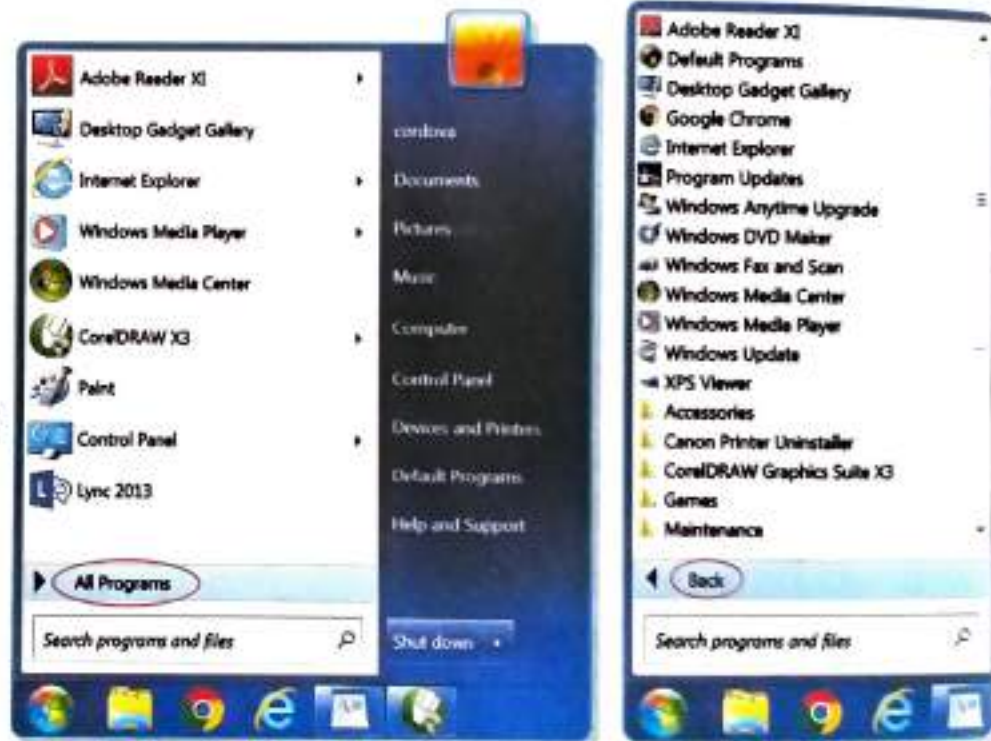 Adobe Reader XI
Desktop Gadget Gallery
Internet Explorer
Windows Media Player
Windows Media Center
CorelDRAW X3
Paint
Control Panel
Lync 2013
All Programs
Search programs and files
cordova
Documents
Pictures
Music
Computer
Control Panel
Devices and Printers
Default Programs
Help and Support
Shut down
Adobe Reader XI
Default Programs
Desktop Gadget Gallery
Google Chrome
Internet Explorer
Program Updates
Windows Anytime Upgrade
Windows DVD Maker
Windows Fax and Scan
Windows Media Center
Windows Media Player
Windows Update
XPS Viewer
Accessories
Canon Printer Uninstaller
CorelDRAW Graphics Suite X3
Games
Maintenance
Back
Search programs and files